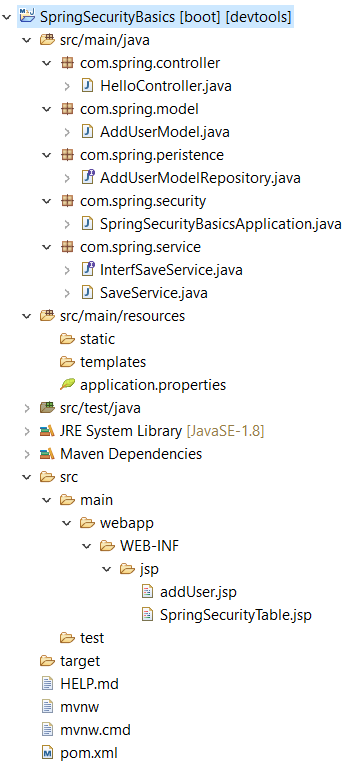 SpringSecurityBasics [boot] [devtools]
src/main/java
com.spring.controller
HelloController.java
com.spring.model
AddUserModel.java
com.spring.peristence
AddUserModelRepository.java
com.spring.security
SpringSecurityBasicsApplication.java
com.spring.service
InterfSaveService.java
SaveService.java
src/main/resources
static
templates
application.properties
src/test/java
JRE System Library [JavaSE-1.8]
Maven Dependencies
src
main
webapp
WEB-INF
jsp
addUser.jsp
SpringSecurityTable.jsp
test
target
HELP.md
mvnw
mvnw.cmd
pom.xml